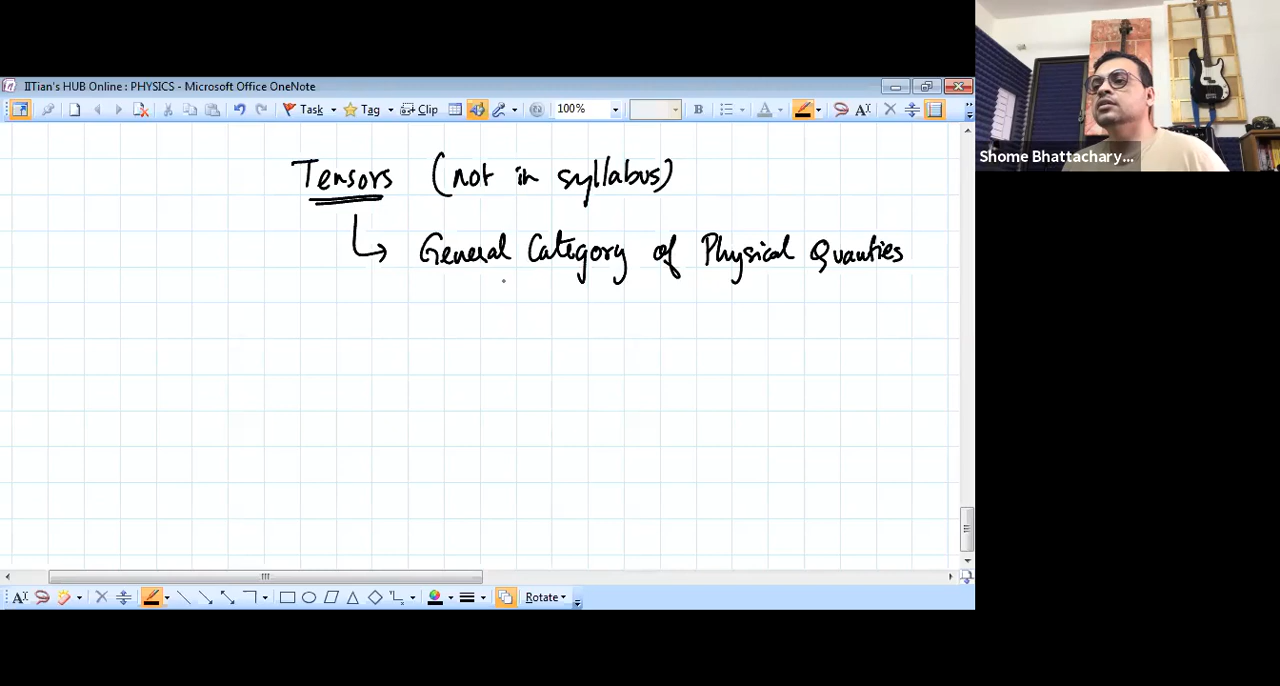 IITian's HUB Online : PHYSICS - Microsoft Office OneNote
Task Tag Clip 100% B A A
Tensors (not in syllabus)
General Category of Physical Quanties
Shome Bhattachary...
A Rotate